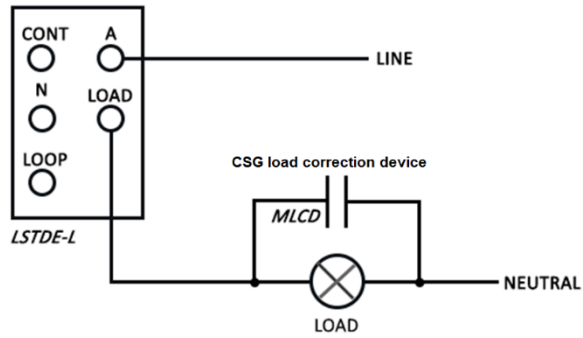 CONT A
LINE
N
LOAD
LOOP
CSG load correction device
MLCD
LSTDE-L
NEUTRAL
LOAD